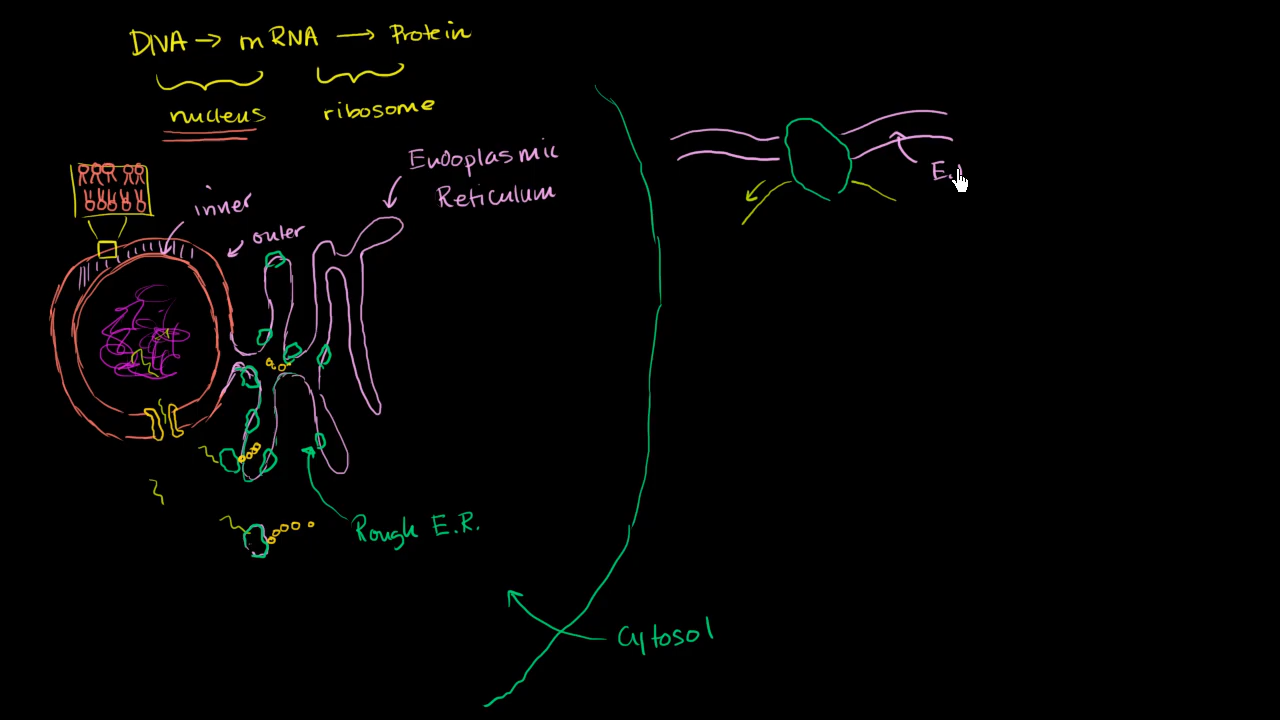 DNA → mRNA → Protein
nucleus
ribosome
Endoplasmic
Reticulum
inner
outer
Rough E.R.
Cytosol
E.